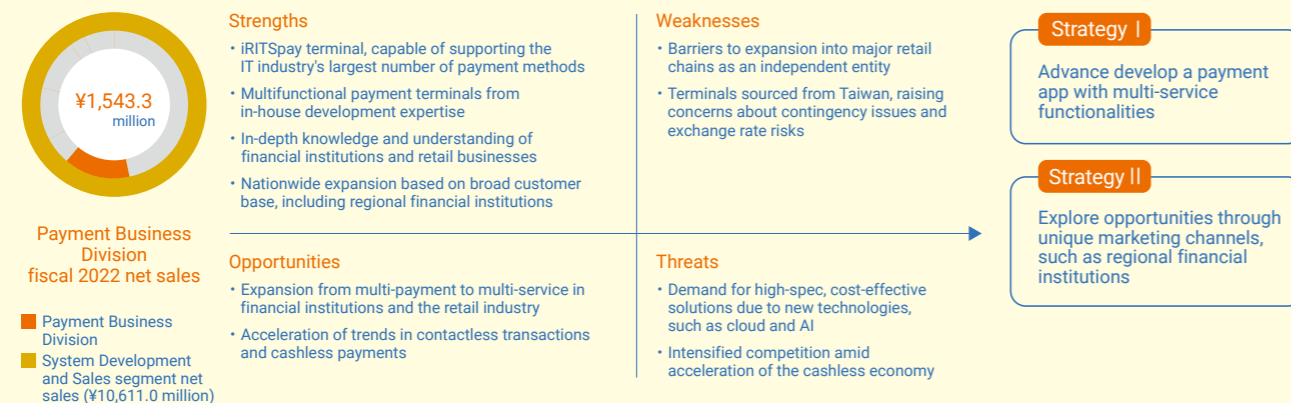 ¥1,543.3
million
Payment Business
Division
fiscal 2022 net sales
Payment Business
Division
System Development
and Sales segment net
sales (¥10,611.0 million)
Strengths
・iRITSpay terminal, capable of supporting the
IT industry's largest number of payment methods
・Multifunctional payment terminals from
in-house development expertise
・In-depth knowledge and understanding of
financial institutions and retail businesses
・Nationwide expansion based on broad customer
base, including regional financial institutions
Weaknesses
・Barriers to expansion into major retail
chains as an independent entity
・Terminals sourced from Taiwan, raising
concerns about contingency issues and
exchange rate risks
Opportunities
・Expansion from multi-payment to multi-service in
financial institutions and the retail industry
・Acceleration of trends in contactless transactions
and cashless payments
Threats
・Demand for high-spec, cost-effective
solutions due to new technologies,
such as cloud and AI
・Intensified competition amid
acceleration of the cashless economy
Strategy Ⅰ
Advance develop a payment
app with multi-service
functionalities
Strategy Ⅱ
Explore opportunities through
unique marketing channels,
such as regional financial
institutions